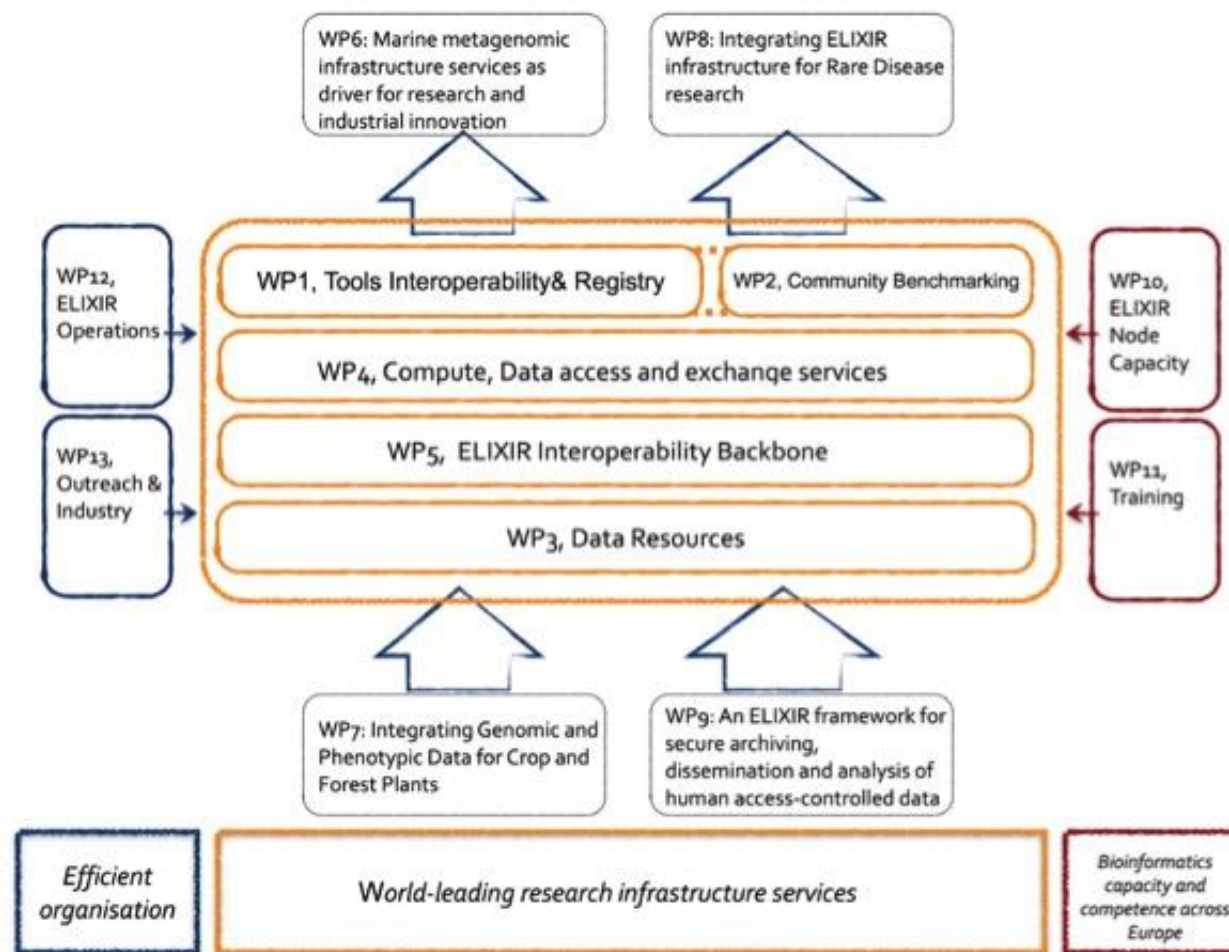 WP6: Marine metagenomic
infrastructure services as
driver for research and
industrial innovation
WP8: Integrating ELIXIR
infrastructure for Rare Disease
research
WP12,
ELIXIR
Operations
WP13,
Outreach &
Industry
WP1, Tools Interoperability& Registry
WP2, Community Benchmarking
WP4, Compute, Data access and exchange services
WP5, ELIXIR Interoperability Backbone
WP3, Data Resources
WP10,
ELIXIR
Node
Capacity
WP11,
Training
WP7: Integrating Genomic and
Phenotypic Data for Crop and
Forest Plants
WP9: An ELIXIR framework for
secure archiving,
dissemination and analysis of
human access-controlled data
Efficient
organisation
World-leading research infrastructure services
Bioinformatics
capacity and
competence across
Europe